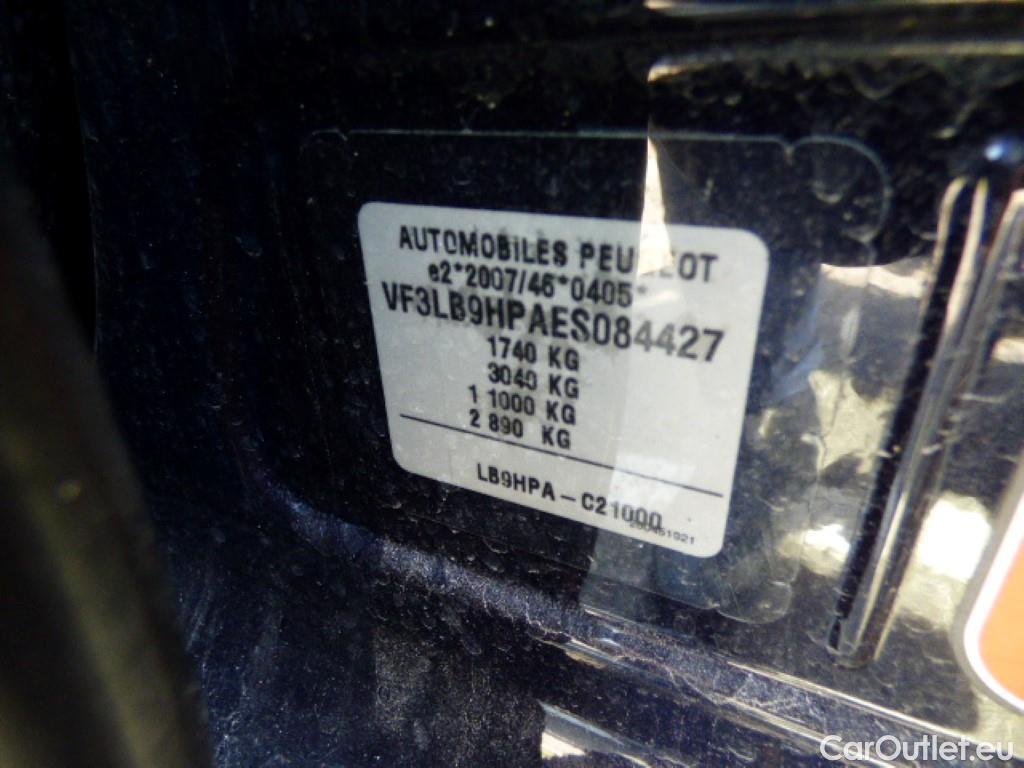 AUTOMOBILES PEUGEOT
e2*2007/46*0405*
VF3LB9HPAES084427
1740 KG
3040 KG
1 1000 KG
2 890 KG
LB9HPA-C21000
CarOutlet.eu